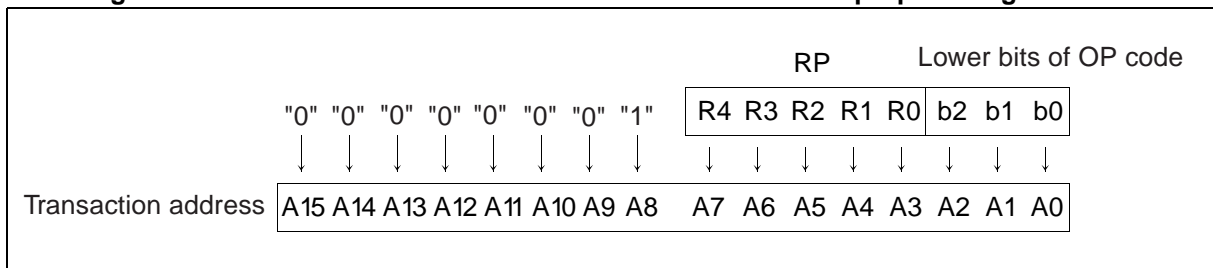 RP Lower bits of OP code
"0" "0" "0" "0" "0" "0" "0" "1" R4 R3 R2 R1 R0 b2 b1 b0
Transaction address A15 A14 A13 A12 A11 A10 A9 A8 A7 A6 A5 A4 A3 A2 A1 A0